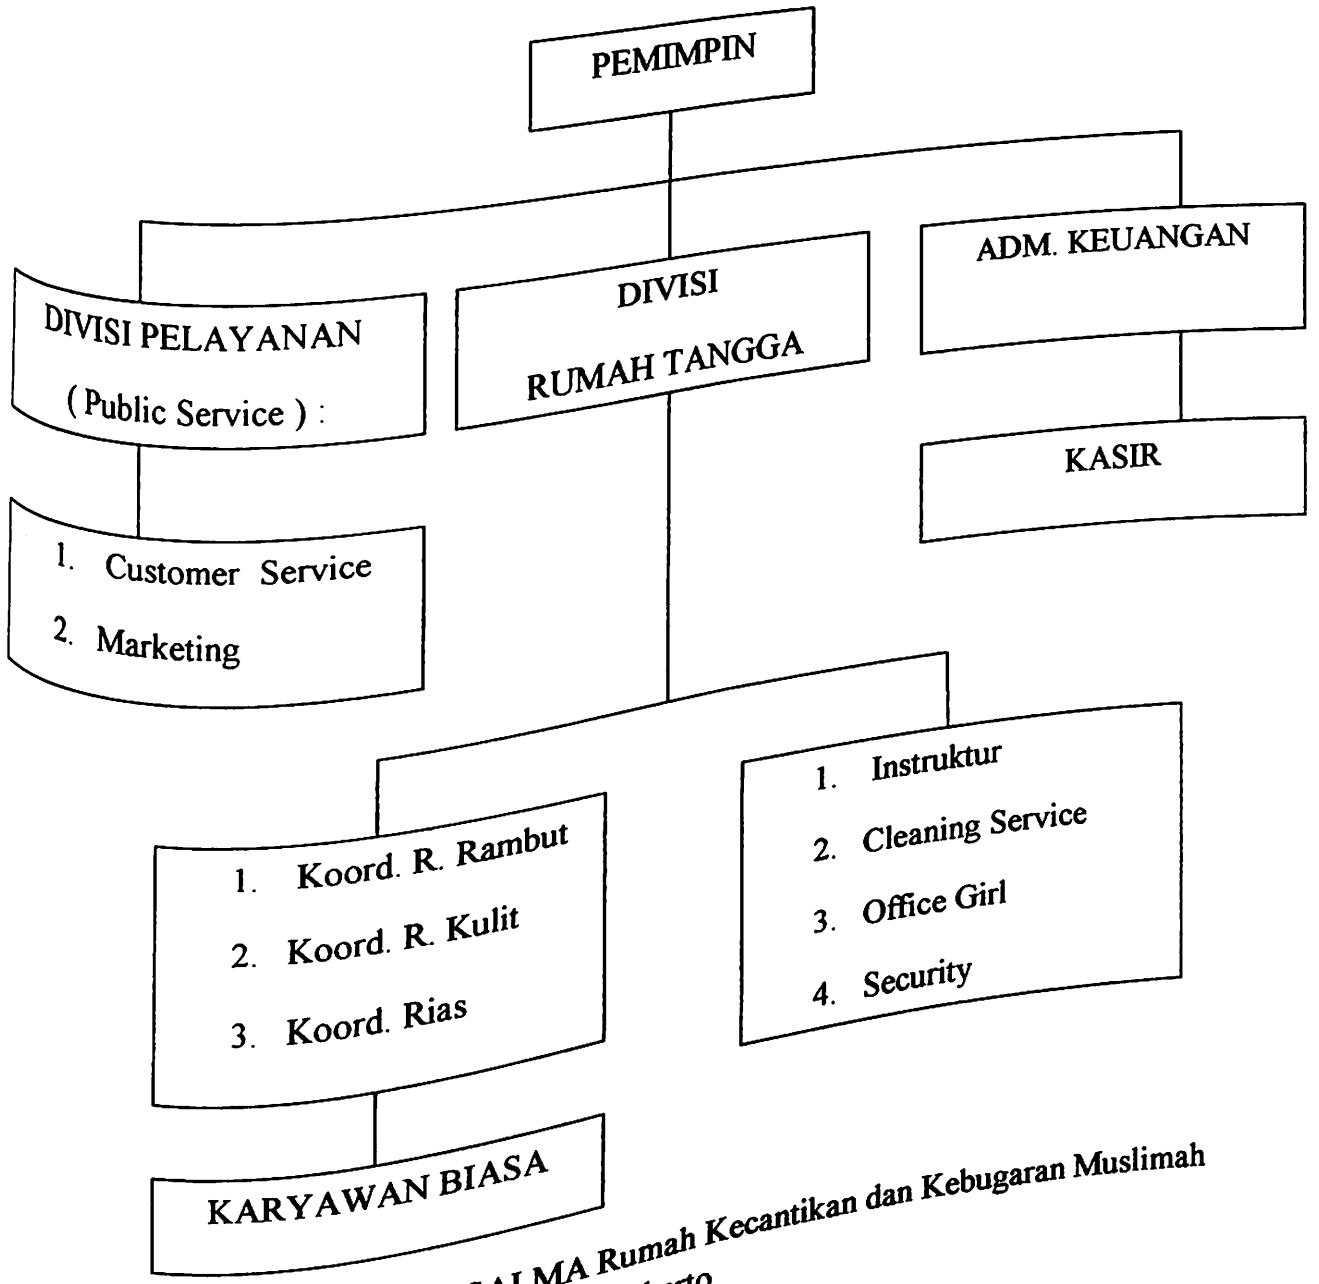 PEMIMPIN
ADM. KEUANGAN
DIVISI
RUMAH TANGGA
DIVISI PELAYANAN
( Public Service ) :
KASIR
1. Customer Service
2. Marketing
1. Instruktur
2. Cleaning Service
3. Office Girl
4. Security
1. Koord. R. Rambut
2. Koord. R. Kulit
3. Koord. Rias
KARYAWAN BIASA
SALMA Rumah Kecantikan dan Kebugaran Muslimah